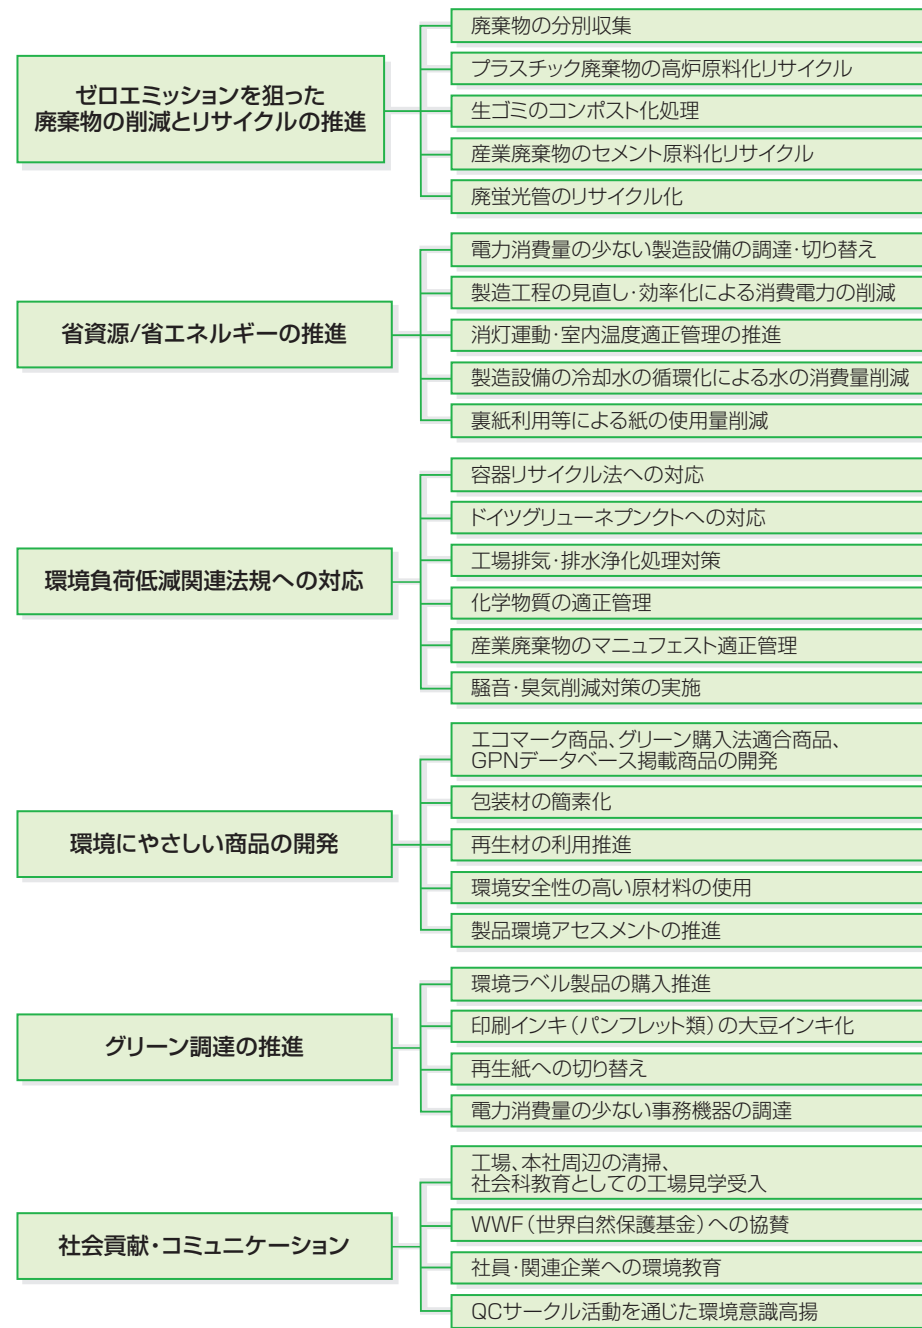 ゼロエミッションを狙った
廃棄物の削減とリサイクルの推進
廃棄物の分別収集
プラスチック廃棄物の高炉原料化リサイクル
生ゴミのコンポスト化処理
産業廃棄物のセメント原料化リサイクル
廃蛍光管のリサイクル化
省資源/省エネルギーの推進
電力消費量の少ない製造設備の調達・切り替え
製造工程の見直し・効率化による消費電力の削減
消灯運動・室内温度適正管理の推進
製造設備の冷却水の循環化による水の消費量削減
裏紙利用等による紙の使用量削減
環境負荷低減関連法規への対応
容器リサイクル法への対応
ドイツグリューネプンクトへの対応
工場排気・排水浄化処理対策
化学物質の適正管理
産業廃棄物のマニュフェスト適正管理
騒音・臭気削減対策の実施
環境にやさしい商品の開発
エコマーク商品、グリーン購入法適合商品、
GPNデータベース掲載商品の開発
包装材の簡素化
再生材の利用推進
環境安全性の高い原材料の使用
製品環境アセスメントの推進
グリーン調達の推進
環境ラベル製品の購入推進
印刷インキ（パンフレット類）の大豆インキ化
再生紙への切り替え
電力消費量の少ない事務機器の調達
社会貢献・コミュニケーション
工場、本社周辺の清掃、
社会科教育としての工場見学受入
WWF（世界自然保護基金）への協賛
社員・関連企業への環境教育
QCサークル活動を通じた環境意識高揚